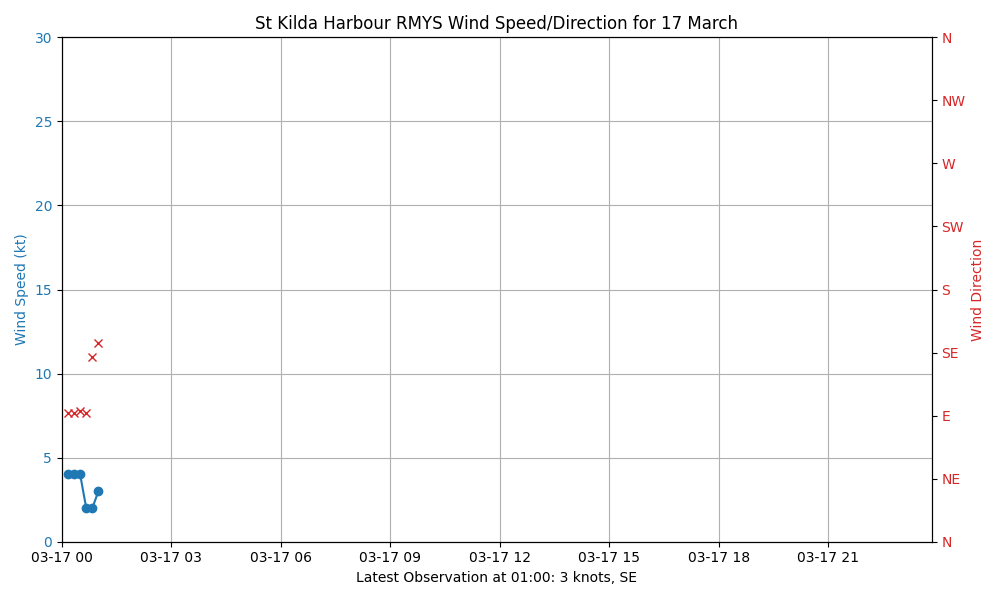 St Kilda Harbour RMYS Wind Speed/Direction for 17 March
30
25
20
15
10
5
0
Wind Speed (kt)
N
NW
W
SW
S
SE
E
NE
N
Wind Direction
03-17 00
03-17 03
03-17 06
03-17 09
03-17 12
03-17 15
03-17 18
03-17 21
Latest Observation at 01:00: 3 knots, SE